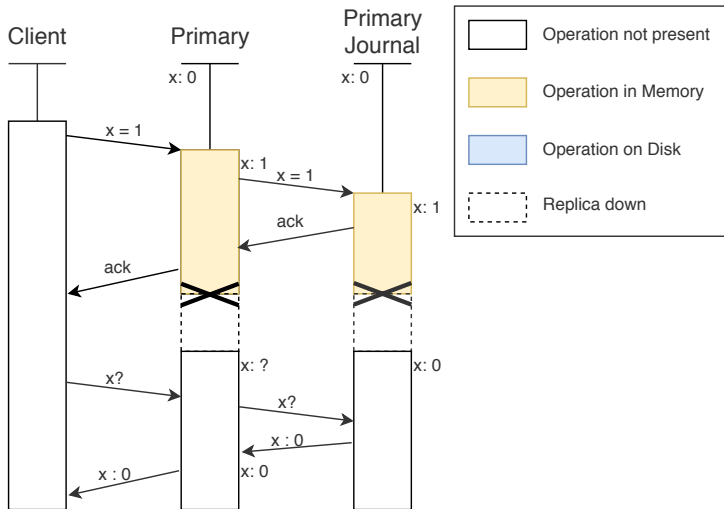 Client
Primary
Primary
Journal
x: 0
x: 0
Operation not present
Operation in Memory
Operation on Disk
Replica down
x = 1
x: 1
x = 1
x: 1
ack
ack
x: ?
x: 0
x?
x?
x : 0
x: 0
x : 0